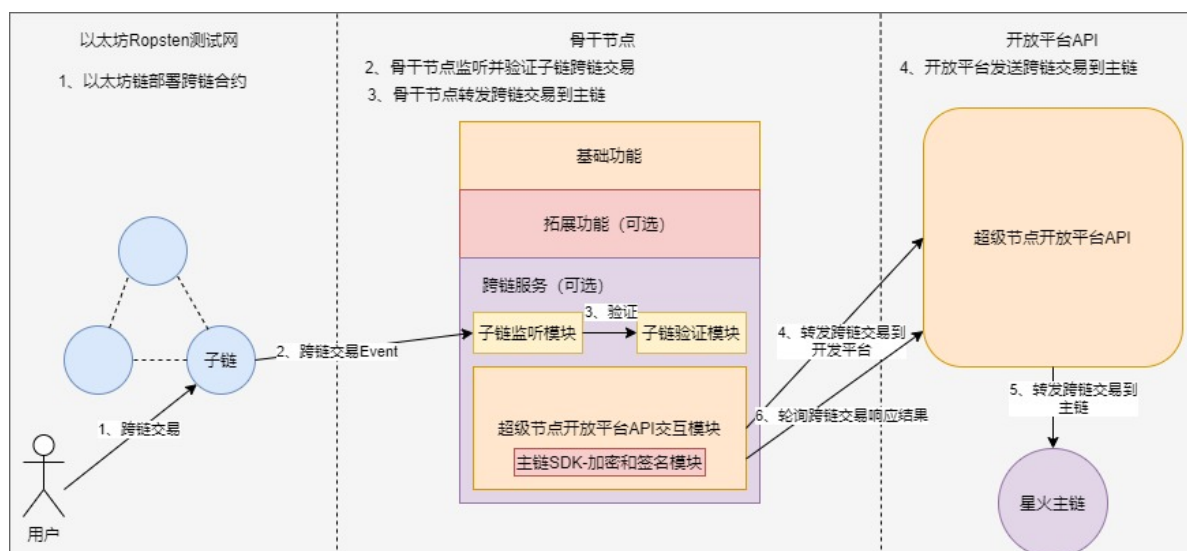 以太坊Ropsten测试网
1、以太坊链部署跨链合约
子链
1、跨链交易
用户
2、跨链交易Event
骨干节点
2、骨干节点监听并验证子链跨链交易
3、骨干节点转发跨链交易到主链
基础功能
拓展功能（可选）
跨链服务（可选）
子链监听模块
3、验证
子链验证模块
超级节点开放平台API交互模块
主链SDK-加密和签名模块
4、转发跨链交易到
开发平台
6、轮询跨链交易响应结果
开放平台API
4、开放平台发送跨链交易到主链
超级节点开放平台API
5、转发跨链交易到
主链
星火主链